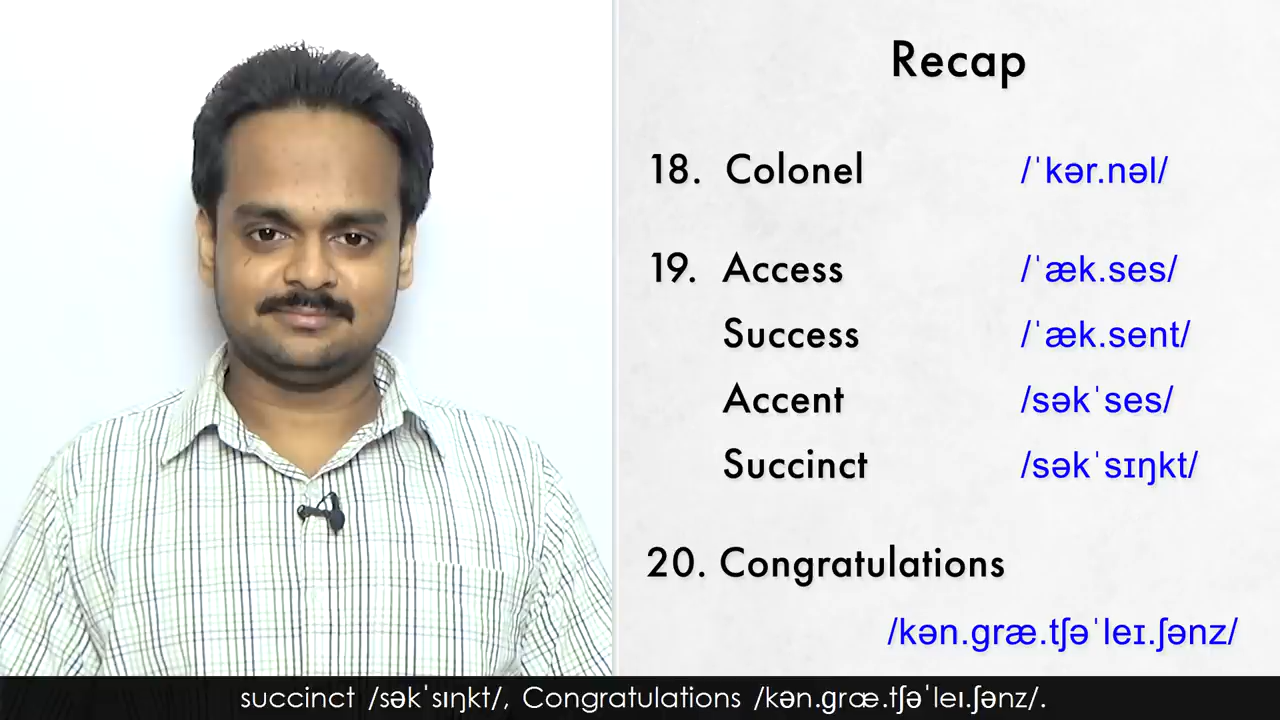 Recap
18. Colonel /ˈkər.nəl/
19. Access /ˈæk.ses/
Success /ˈæk.sent/
Accent /səkˈses/
Succinct /səkˈsɪŋkt/
20. Congratulations
/kən.græ.tʃəˈleɪ.ʃənz/
succinct /səkˈsɪŋkt/, Congratulations /kən.græ.tʃəˈleɪ.ʃənz/.